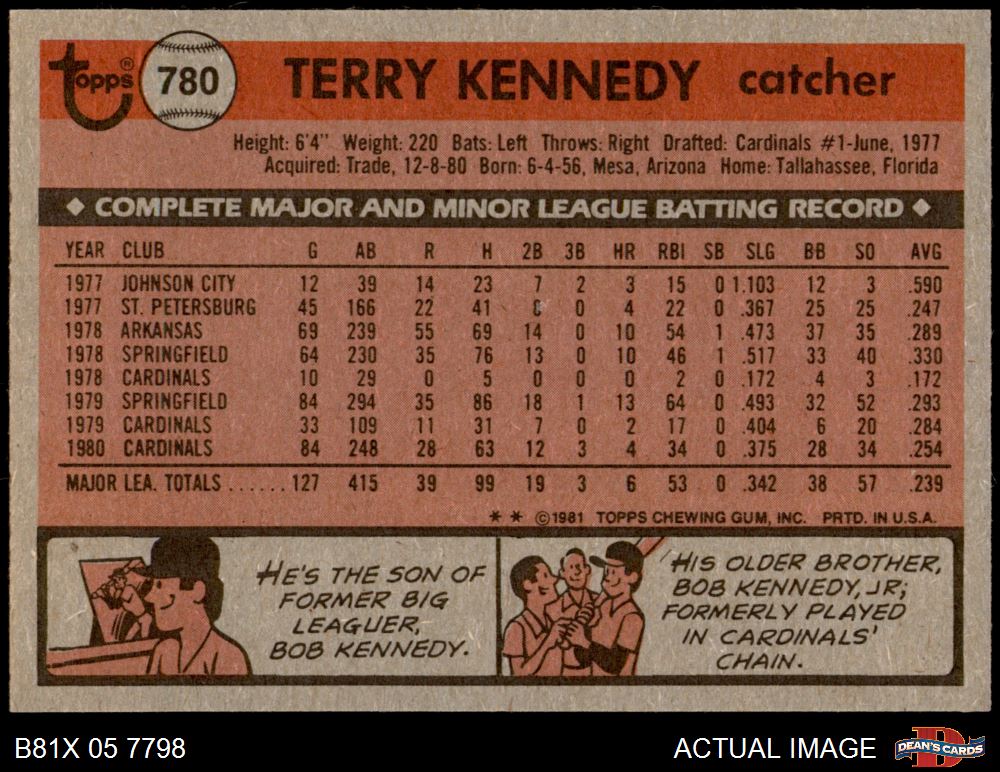 topps® 780 TERRY KENNEDY catcher
Height: 6'4" Weight: 220 Bats: Left Throws: Right Drafted: Cardinals #1-June, 1977
Acquired: Trade, 12-8-80 Born: 6-4-56, Mesa, Arizona Home: Tallahassee, Florida
◆ COMPLETE MAJOR AND MINOR LEAGUE BATTING RECORD ◆
YEAR CLUB G AB R H 2B 3B HR RBI SB SLG BB SO AVG
1977 JOHNSON CITY 12 39 14 23 7 2 3 15 0 1.103 12 3 .590
1977 ST. PETERSBURG 45 166 22 41 8 0 4 22 0 .367 25 25 .247
1978 ARKANSAS 69 239 55 69 14 0 10 54 1 .473 37 35 .289
1978 SPRINGFIELD 64 230 35 76 13 0 10 46 1 .517 33 40 .330
1978 CARDINALS 10 29 0 5 0 0 0 2 0 .172 4 3 .172
1979 SPRINGFIELD 84 294 35 86 18 1 13 64 0 .493 32 52 .293
1979 CARDINALS 33 109 11 31 7 0 2 17 0 .404 6 20 .284
1980 CARDINALS 84 248 28 63 12 3 4 34 0 .375 28 34 .254
MAJOR LEA. TOTALS ...... 127 415 39 99 19 3 6 53 0 .342 38 57 .239
* * ©1981 TOPPS CHEWING GUM, INC. PRTD. IN U.S.A.
HE'S THE SON OF
FORMER BIG
LEAGUER,
BOB KENNEDY.
HIS OLDER BROTHER,
BOB KENNEDY, JR;
FORMERLY PLAYED
IN CARDINALS'
CHAIN.
B81X 05 7798 ACTUAL IMAGE DEAN'S CARDS